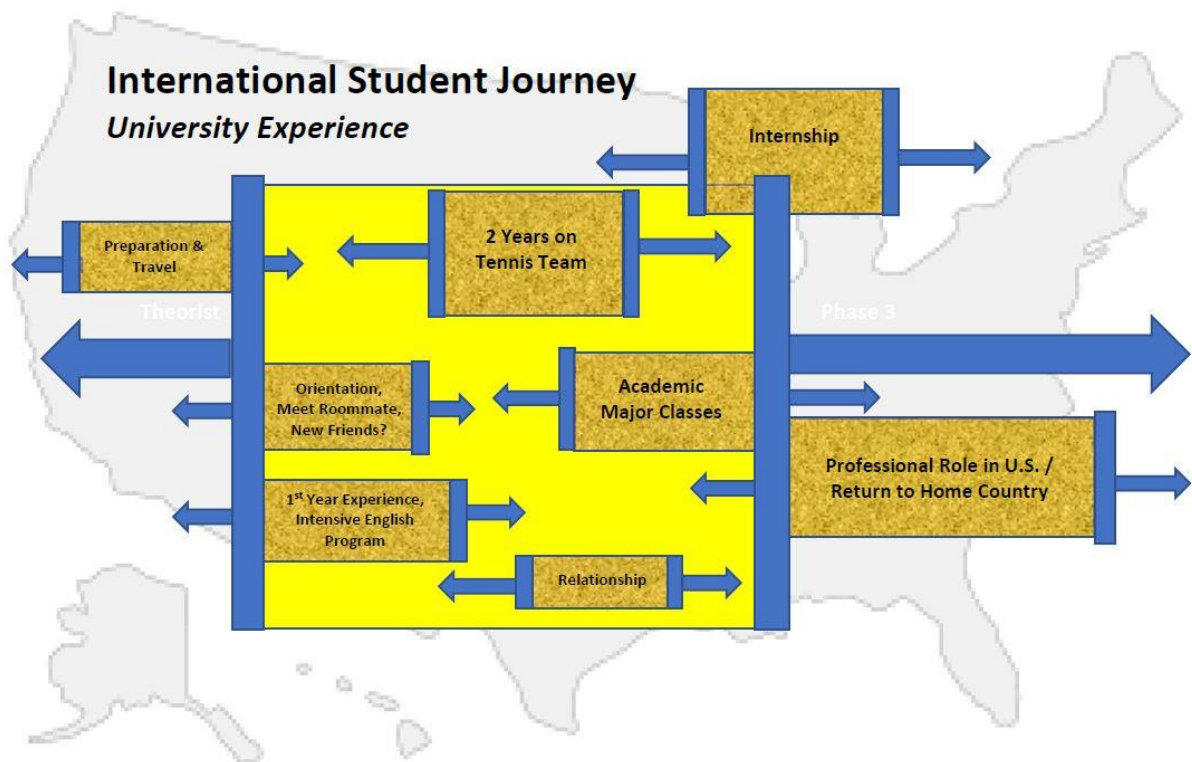 International Student Journey
University Experience
Internship
2 Years on
Tennis Team
Preparation &
Travel
Theorist
Phase 3
Orientation,
Meet Roommate,
New Friends?
Academic
Major Classes
Professional Role in U.S. /
Return to Home Country
1st Year Experience,
Intensive English
Program
Relationship